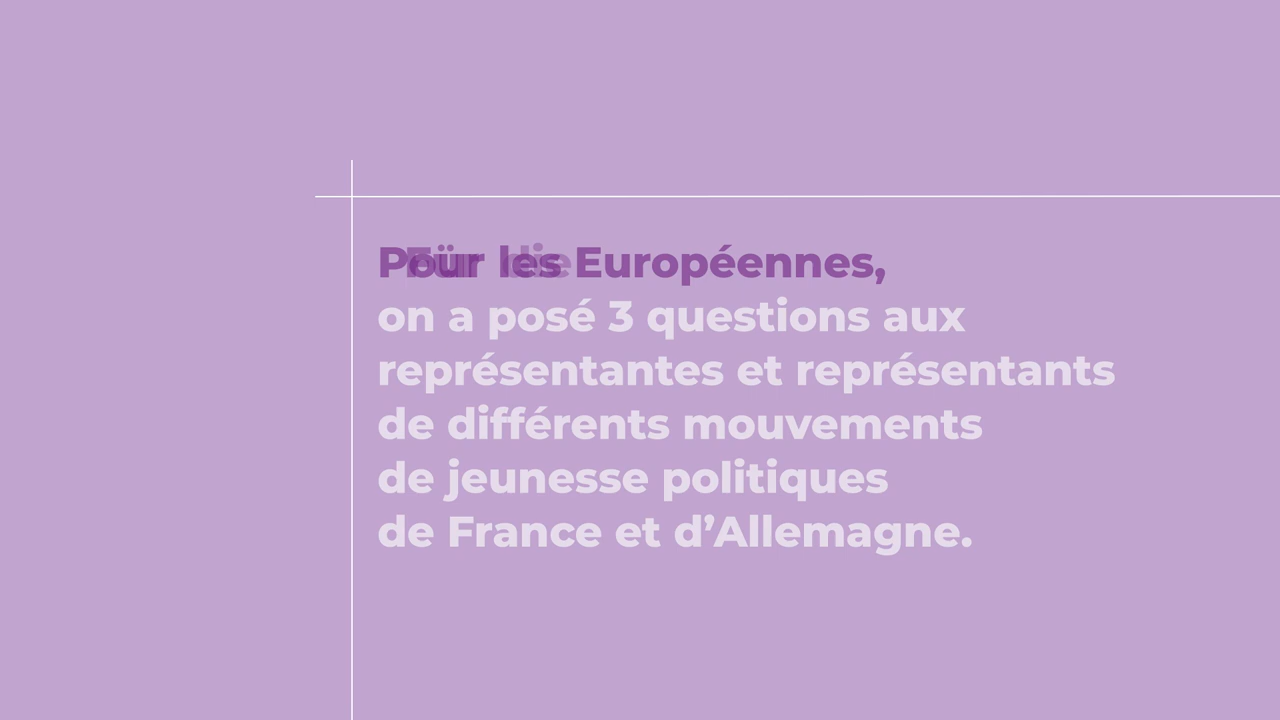 Pour les Européennes,
on a posé 3 questions aux
représentantes et représentants
de différents mouvements
de jeunesse politiques
de France et d’Allemagne.